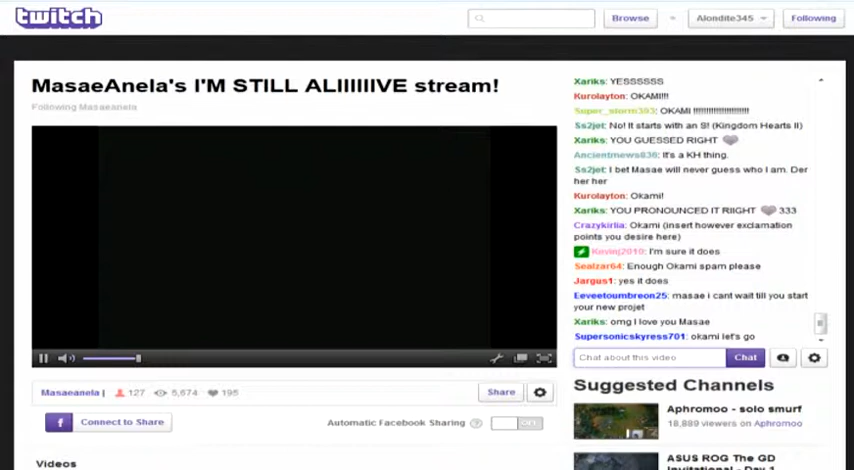 twitch
Browse
Alondite345
Following
MasaeAnela's I'M STILL ALIIIIIIVE stream!
Following Masaeanela
Masaeanela |
127
5,674
195
Share
f Connect to Share
Automatic Facebook Sharing ?
OFF
Videos
Xariks: YESSSSSS
Kurolayton: OKAMI!!!
Super_storm393: OKAMI !!!!!!!!!!!!!!!!!!!!!!
Ss2jet: No! It starts with an S! (Kingdom Hearts II)
Xariks: YOU GUESSED RIGHT
Ancientmews836: It's a KH thing.
Ss2jet: I bet Masae will never guess who I am. Der
her her
Kurolayton: Okami!
Xariks: YOU PRONOUNCED IT RIIGHT 333
Crazykirlia: Okami (insert however exclamation
points you desire here)
Kevinj2010: I'm sure it does
Sealzar64: Enough Okami spam please
Jargus1: yes it does
Eeveetoumbreon25: masae i cant wait till you start
your new projet
Xariks: omg I love you Masae
Supersonicskyress701: okami let's go
Chat about this video
Chat
Suggested Channels
Aphromoo - solo smurf
18,889 viewers on Aphromoo
ASUS ROG The GD
Invitational - Day 1